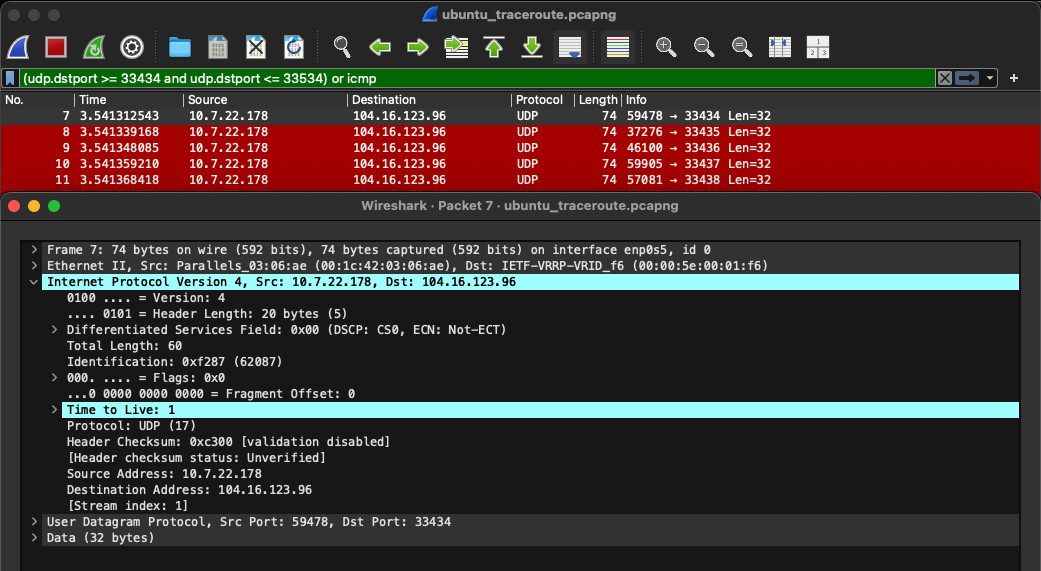 ubuntu_traceroute.pcapng
(udp.dstport >= 33434 and udp.dstport <= 33534) or icmp
No. Time Source Destination Protocol Length Info
7 3.541312543 10.7.22.178 104.16.123.96 UDP 74 59478 → 33434 Len=32
8 3.541339168 10.7.22.178 104.16.123.96 UDP 74 37276 → 33435 Len=32
9 3.541348085 10.7.22.178 104.16.123.96 UDP 74 46100 → 33436 Len=32
10 3.541359210 10.7.22.178 104.16.123.96 UDP 74 59905 → 33437 Len=32
11 3.541368418 10.7.22.178 104.16.123.96 UDP 74 57081 → 33438 Len=32
Wireshark · Packet 7 · ubuntu_traceroute.pcapng
Frame 7: 74 bytes on wire (592 bits), 74 bytes captured (592 bits) on interface enp0s5, id 0
Ethernet II, Src: Parallels_03:06:ae (00:1c:42:03:06:ae), Dst: IETF-VRRP-VRID_f6 (00:00:5e:00:01:f6)
Internet Protocol Version 4, Src: 10.7.22.178, Dst: 104.16.123.96
0100 .... = Version: 4
.... 0101 = Header Length: 20 bytes (5)
Differentiated Services Field: 0x00 (DSCP: CS0, ECN: Not-ECT)
Total Length: 60
Identification: 0xf287 (62087)
000. .... = Flags: 0x0
...0 0000 0000 0000 = Fragment Offset: 0
Time to Live: 1
Protocol: UDP (17)
Header Checksum: 0xc300 [validation disabled]
[Header checksum status: Unverified]
Source Address: 10.7.22.178
Destination Address: 104.16.123.96
[Stream index: 1]
User Datagram Protocol, Src Port: 59478, Dst Port: 33434
Data (32 bytes)